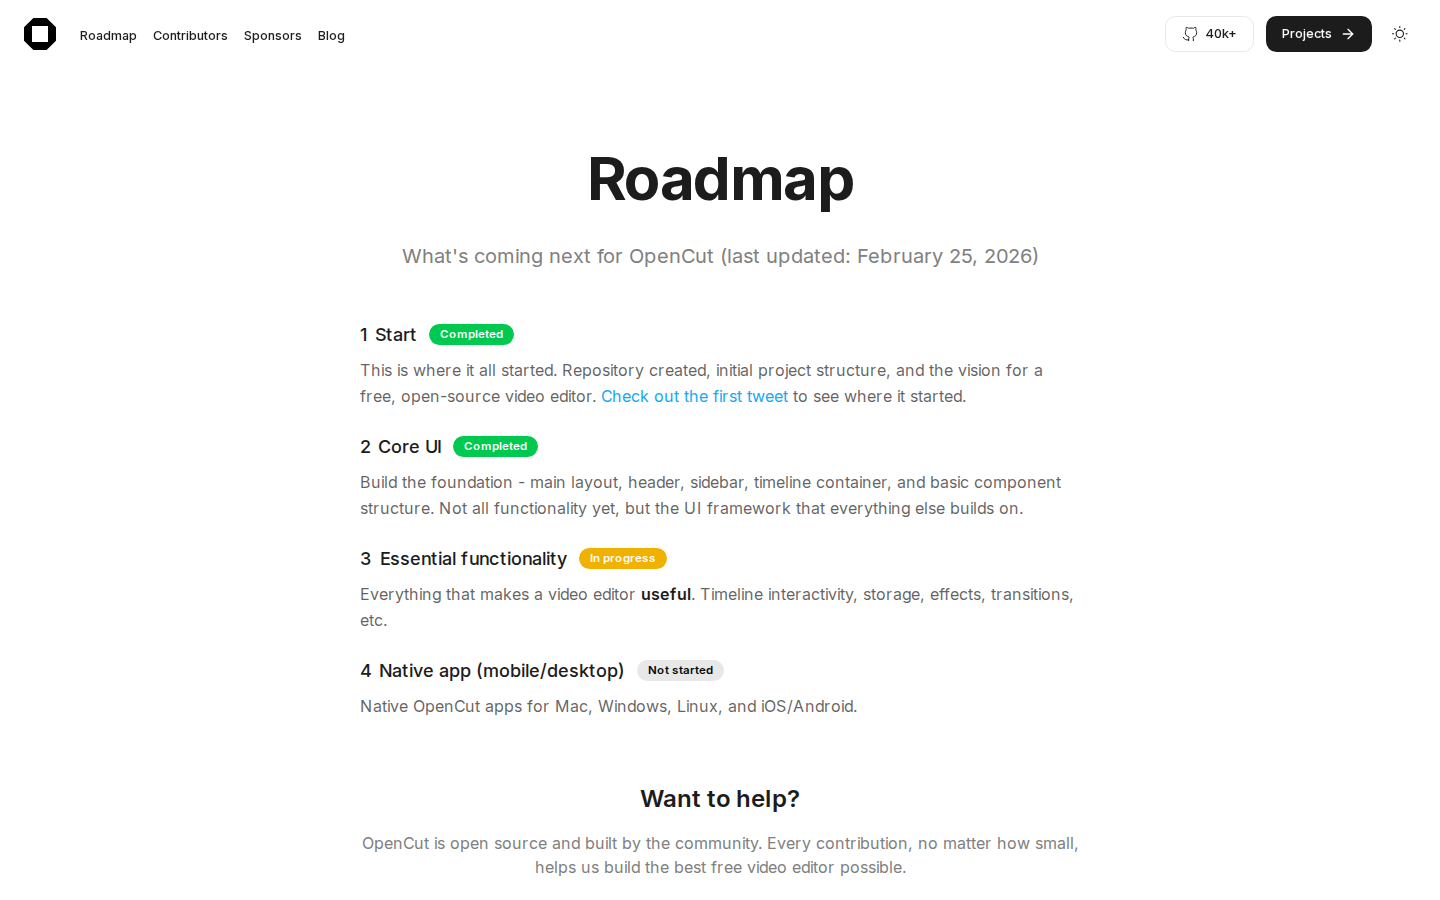 Roadmap Contributors Sponsors Blog 40k+ Projects
Roadmap
What's coming next for OpenCut (last updated: February 25, 2026)
1 Start Completed
This is where it all started. Repository created, initial project structure, and the vision for a
free, open-source video editor. Check out the first tweet to see where it started.
2 Core UI Completed
Build the foundation - main layout, header, sidebar, timeline container, and basic component
structure. Not all functionality yet, but the UI framework that everything else builds on.
3 Essential functionality In progress
Everything that makes a video editor useful. Timeline interactivity, storage, effects, transitions,
etc.
4 Native app (mobile/desktop) Not started
Native OpenCut apps for Mac, Windows, Linux, and iOS/Android.
Want to help?
OpenCut is open source and built by the community. Every contribution, no matter how small,
helps us build the best free video editor possible.